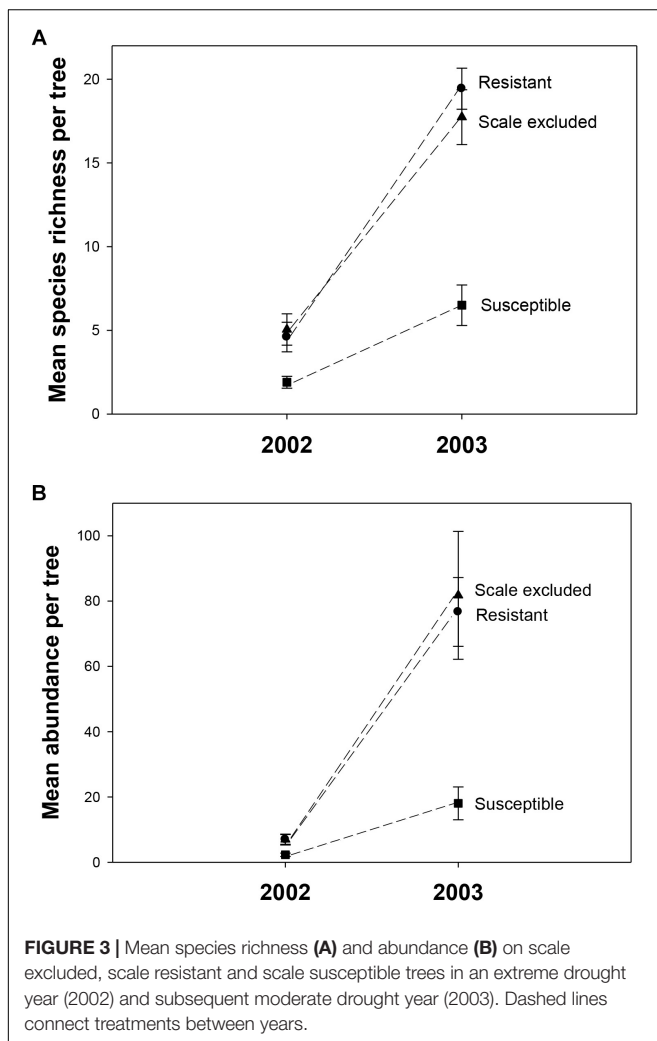 A
Mean species richness per tree
20
15
10
5
0
Resistant
Scale excluded
Susceptible
2002
2003
B
Mean abundance per tree
100
80
60
40
20
0
Scale excluded
Resistant
Susceptible
2002
2003
FIGURE 3 | Mean species richness (A) and abundance (B) on scale
excluded, scale resistant and scale susceptible trees in an extreme drought
year (2002) and subsequent moderate drought year (2003). Dashed lines
connect treatments between years.